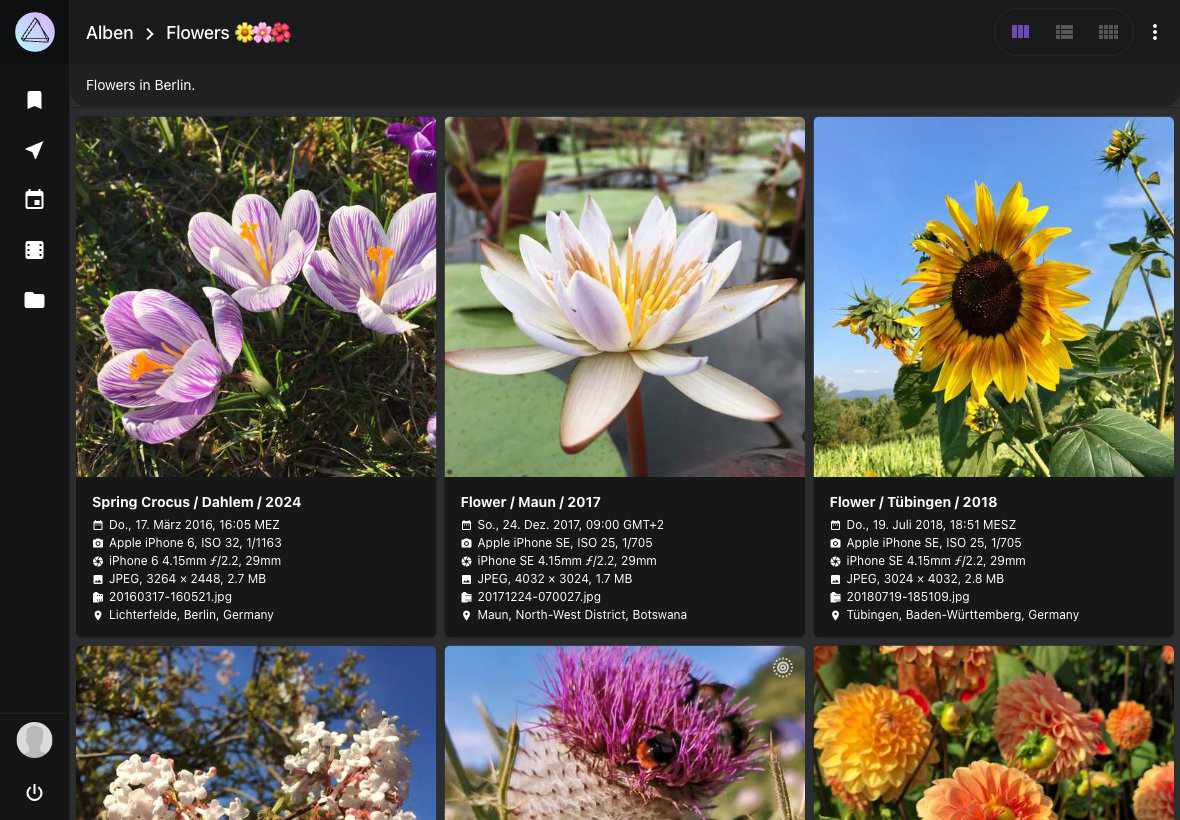 Alben > Flowers 🌼🌸🌺
Flowers in Berlin.
Spring Crocus / Dahlem / 2024
Do., 17. März 2016, 16:05 MEZ
Apple iPhone 6, ISO 32, 1/1163
iPhone 6 4.15mm ƒ/2.2, 29mm
JPEG, 3264 × 2448, 2.7 MB
20160317-160521.jpg
Lichterfelde, Berlin, Germany
Flower / Maun / 2017
So., 24. Dez. 2017, 09:00 GMT+2
Apple iPhone SE, ISO 25, 1/705
iPhone SE 4.15mm ƒ/2.2, 29mm
JPEG, 4032 × 3024, 1.7 MB
20171224-070027.jpg
Maun, North-West District, Botswana
Flower / Tübingen / 2018
Do., 19. Juli 2018, 18:51 MESZ
Apple iPhone SE, ISO 25, 1/705
iPhone SE 4.15mm ƒ/2.2, 29mm
JPEG, 3024 × 4032, 2.8 MB
20180719-185109.jpg
Tübingen, Baden-Württemberg, Germany